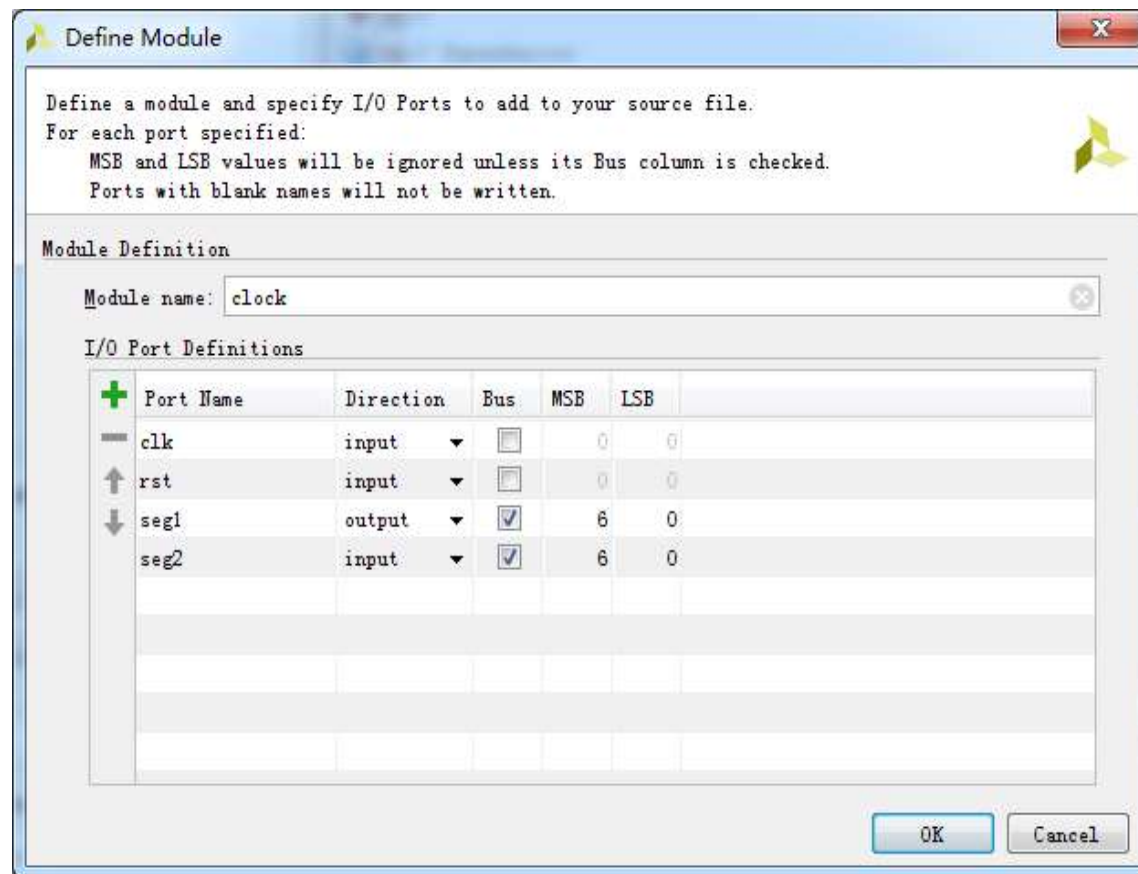 Define Module
Define a module and specify I/O Ports to add to your source file.
For each port specified:
MSB and LSB values will be ignored unless its Bus column is checked.
Ports with blank names will not be written.
Module Definition
Module name: clock
I/O Port Definitions
Port Name Direction Bus MSB LSB
clk input 0 0
rst input 0 0
seg1 output 6 0
seg2 input 6 0
OK Cancel